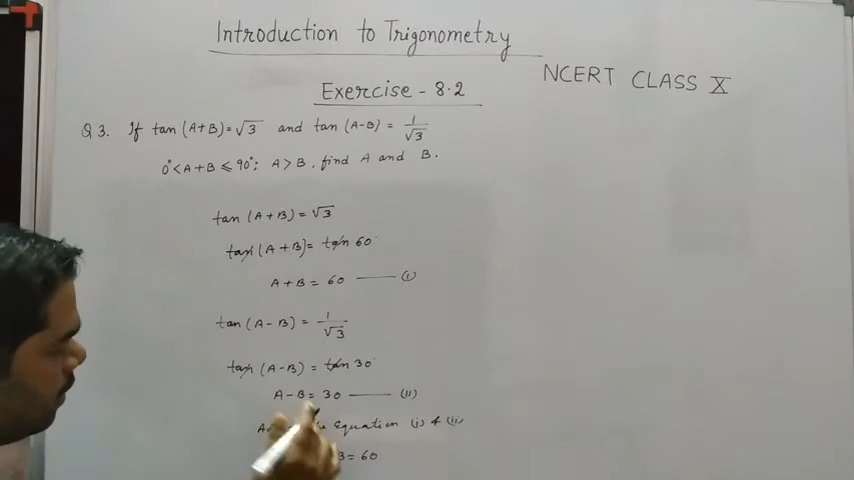 Introduction to Trigonometry
NCERT CLASS X
Exercise - 8.2
Q 3. If tan (A+B) = √3 and tan (A-B) = 1/√3
0° < A+B ≤ 90°; A > B, find A and B.
tan (A+B) = √3
tan (A+B) = tan 60°
A + B = 60 —— (i)
tan (A - B) = 1/√3
tan (A-B) = tan 30°
A - B = 30 —— (ii)
Equation (i) & (ii)
B = 60